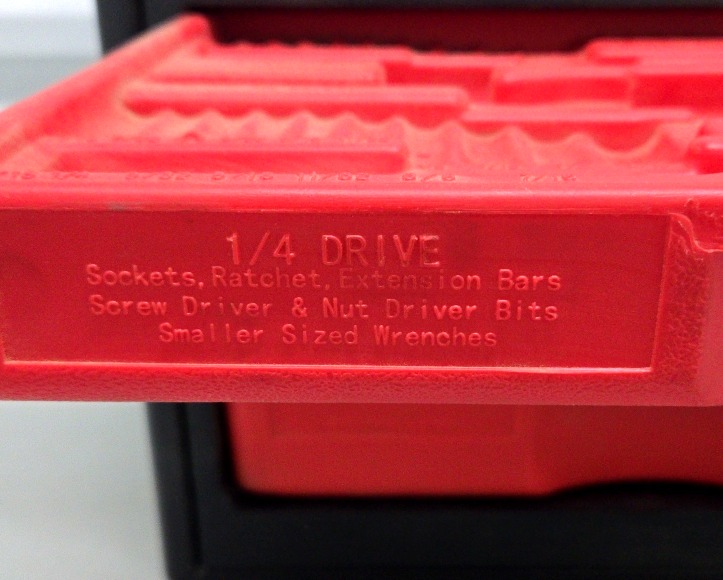 1/4 DRIVE
Sockets,Ratchet,Extension Bars
Screw Driver & Nut Driver Bits
Smaller Sized Wrenches